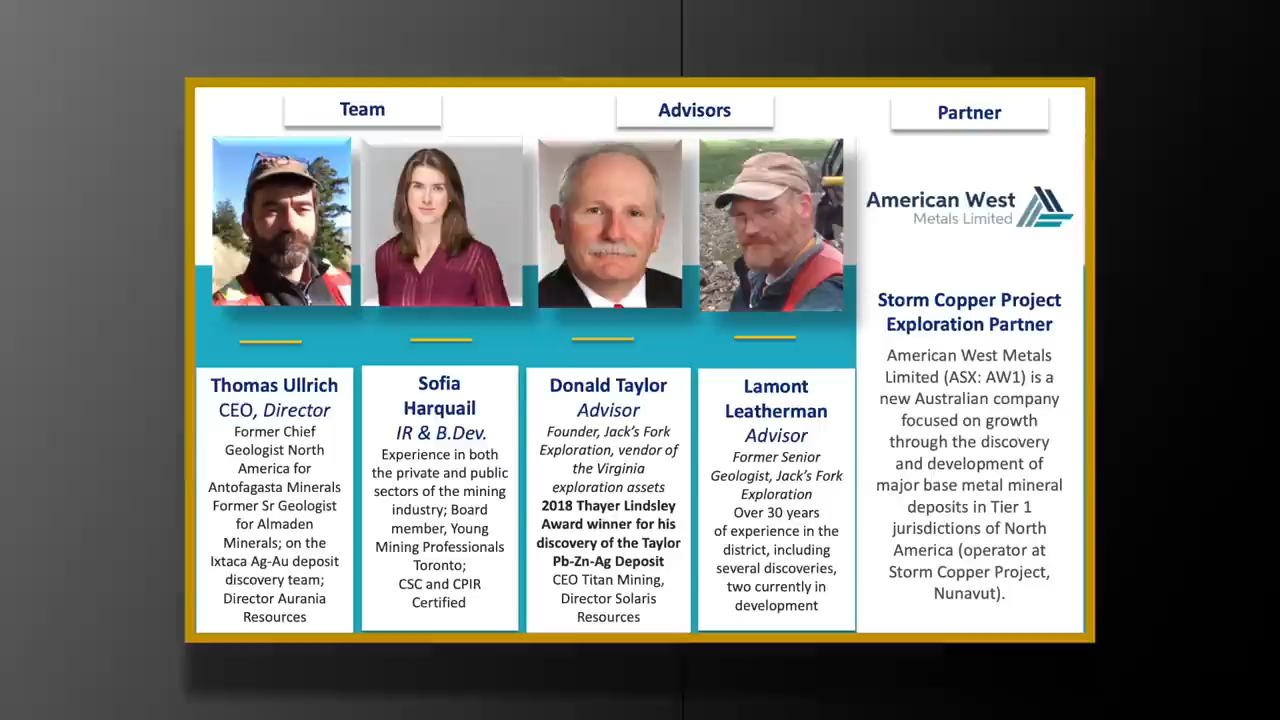 Team
Advisors
Partner
American West
Metals Limited
Thomas Ullrich
CEO, Director
Former Chief
Geologist North
America for
Antofagasta Minerals
Former Sr Geologist
for Almaden
Minerals; on the
Ixtaca Ag-Au deposit
discovery team;
Director Aurania
Resources
Sofia
Harquail
IR & B.Dev.
Experience in both
the private and public
sectors of the mining
industry; Board
member, Young
Mining Professionals
Toronto;
CSC and CPIR
Certified
Donald Taylor
Advisor
Founder, Jack's Fork
Exploration, vendor of
the Virginia
exploration assets
2018 Thayer Lindsley
Award winner for his
discovery of the Taylor
Pb-Zn-Ag Deposit
CEO Titan Mining,
Director Solaris
Resources
Lamont
Leatherman
Advisor
Former Senior
Geologist, Jack's Fork
Exploration
Over 30 years
of experience in the
district, including
several discoveries,
two currently in
development
Storm Copper Project
Exploration Partner
American West Metals
Limited (ASX: AW1) is a
new Australian company
focused on growth
through the discovery
and development of
major base metal mineral
deposits in Tier 1
jurisdictions of North
America (operator at
Storm Copper Project,
Nunavut).